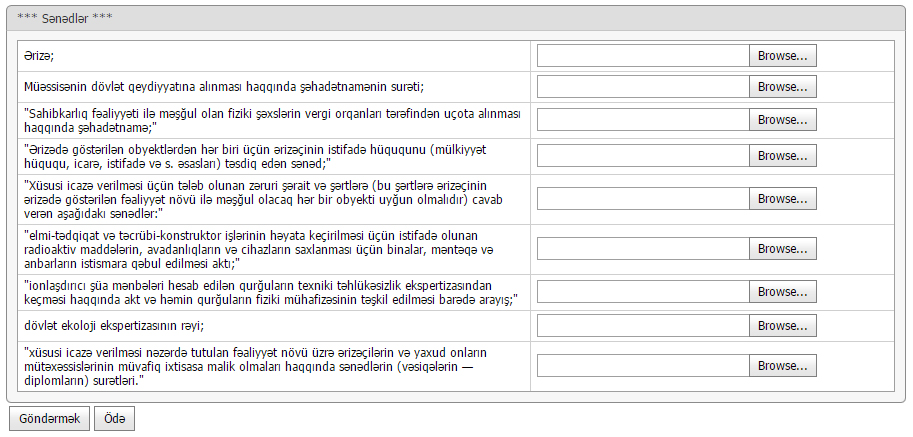 *** Sənədlər ***
Ərizə;
Browse...
Müəssisənin dövlət qeydiyyatına alınması haqqında şəhadətnamənin surəti;
Browse...
"Sahibkarlıq fəaliyyəti ilə məşğul olan fiziki şəxslərin vergi orqanları tərəfindən uçota alınması
haqqında şəhadətnamə;"
Browse...
"Ərizədə göstərilən obyektlərdən hər biri üçün ərizəçinin istifadə hüququnu (mülkiyyət
hüququ, icarə, istifadə və s. əsasları) təsdiq edən sənəd;"
Browse...
"Xüsusi icazə verilməsi üçün tələb olunan zəruri şərait və şərtlərə (bu şərtlərə ərizəçinin
ərizədə göstərilən fəaliyyət növü ilə məşğul olacaq hər bir obyekti uyğun olmalıdır) cavab
verən aşağıdakı sənədlər:"
Browse...
"elmi-tədqiqat və təcrübi-konstruktor işlərinin həyata keçirilməsi üçün istifadə olunan
radioaktiv maddələrin, avadanlıqların və cihazların saxlanması üçün binalar, məntəqə və
anbarların istismara qəbul edilməsi aktı;"
Browse...
"ionlaşdırıcı şüa mənbələri hesab edilən qurğuların texniki təhlükəsizlik ekspertizasından
keçməsi haqqında akt və həmin qurğuların fiziki mühafizəsinin təşkil edilməsi barədə arayış;"
Browse...
dövlət ekoloji ekspertizasının rəyi;
Browse...
"xüsusi icazə verilməsi nəzərdə tutulan fəaliyyət növü üzrə ərizəçilərin və yaxud onların
mütəxəssislərinin müvafiq ixtisasa malik olmaları haqqında sənədlərin (vəsiqələrin —
diplomların) surətləri."
Browse...
Göndərmək Ödə